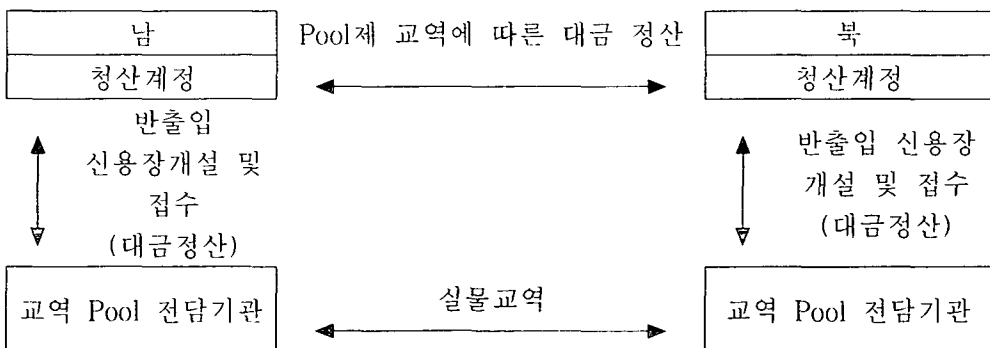 남
Pool제 교역에 따른 대금 정산
북
청산계정
청산계정
반출입
신용장개설 및
접수
(대금정산)
반출입 신용장
개설 및 접수
(대금정산)
교역 Pool 전담기관
실물교역
교역 Pool 전담기관